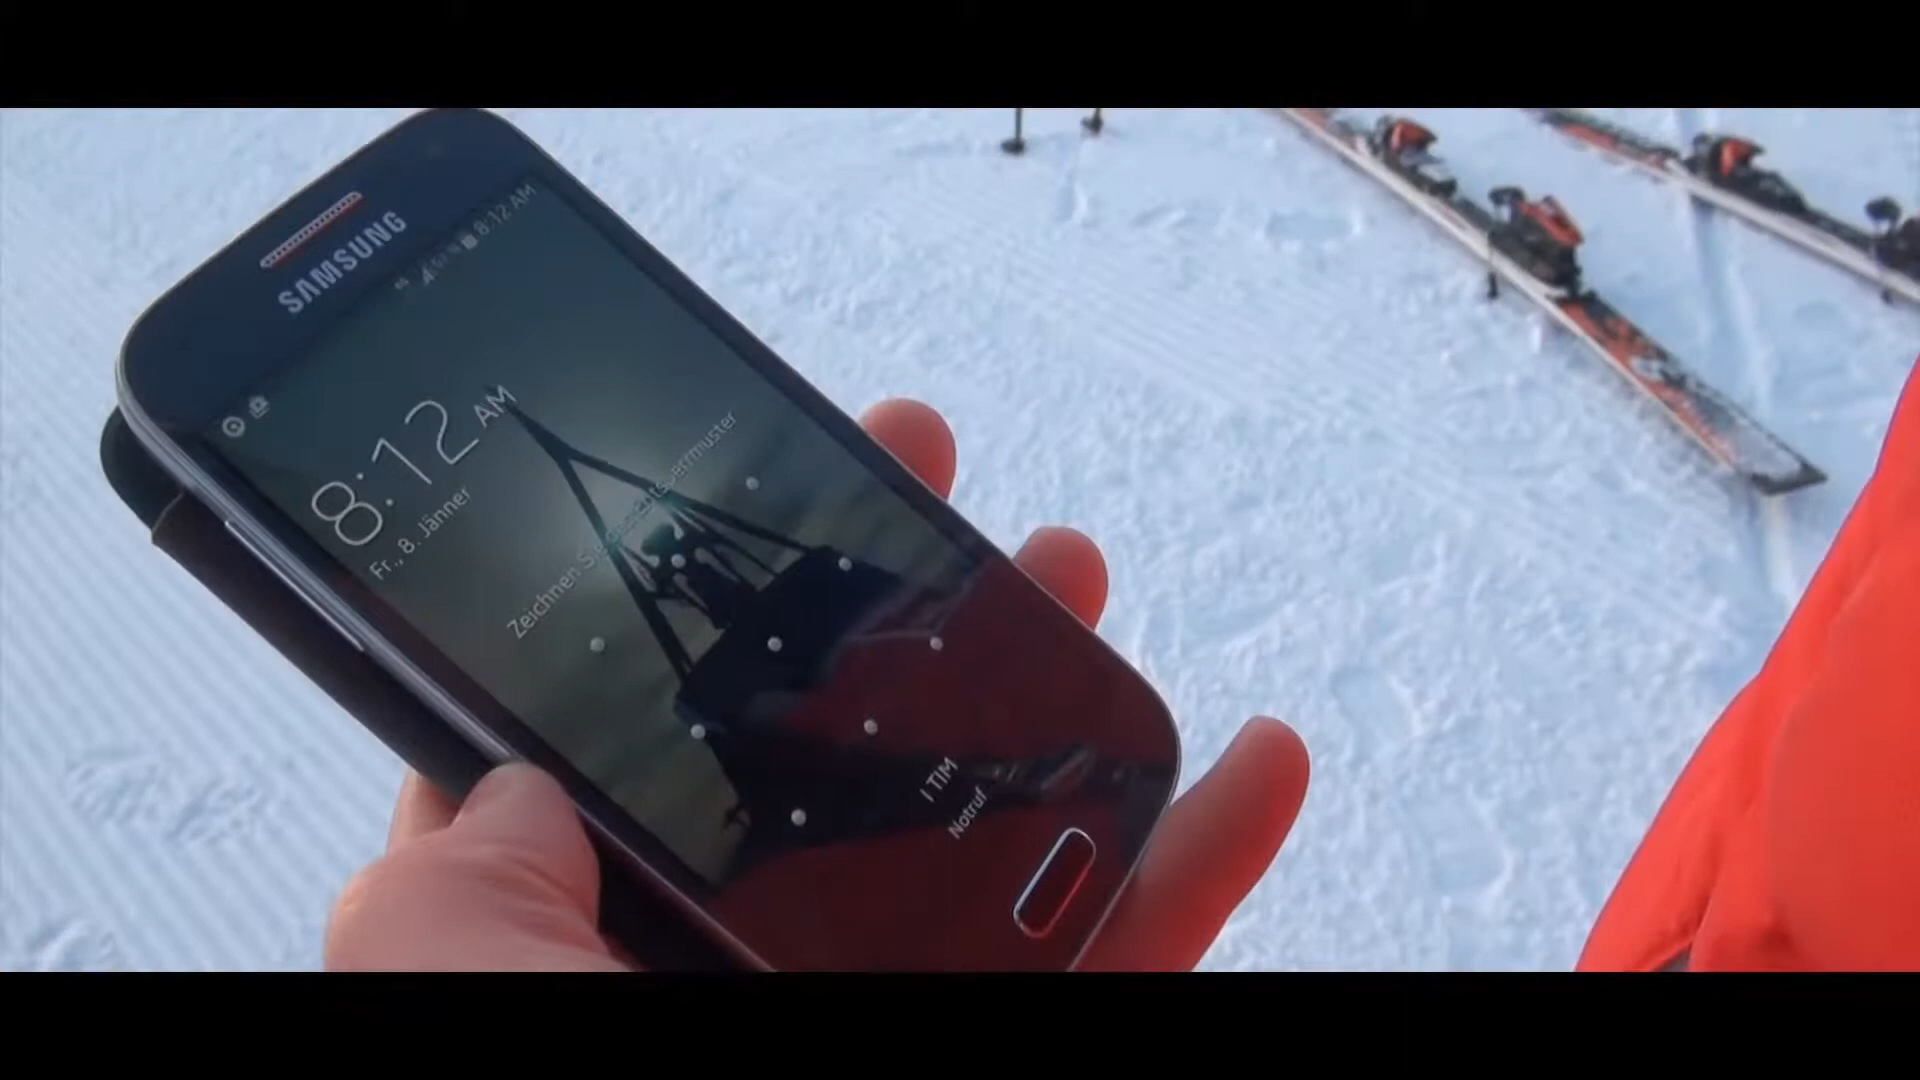 SAMSUNG
8:12 AM
8:12 AM
Fr., 8. Jänner
Zeichnen Sie
I TIM
Notruf